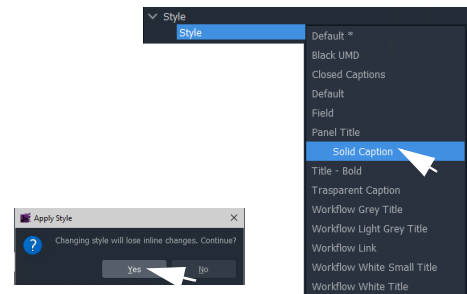 Style
Style
Default *
Black UMD
Closed Captions
Default
Field
Panel Title
Solid Caption
Title - Bold
Trasparent Caption
Workflow Grey Title
Workflow Light Grey Title
Workflow Link
Workflow White Small Title
Workflow White Title
Apply Style
Changing style will lose inline changes. Continue?
Yes
No